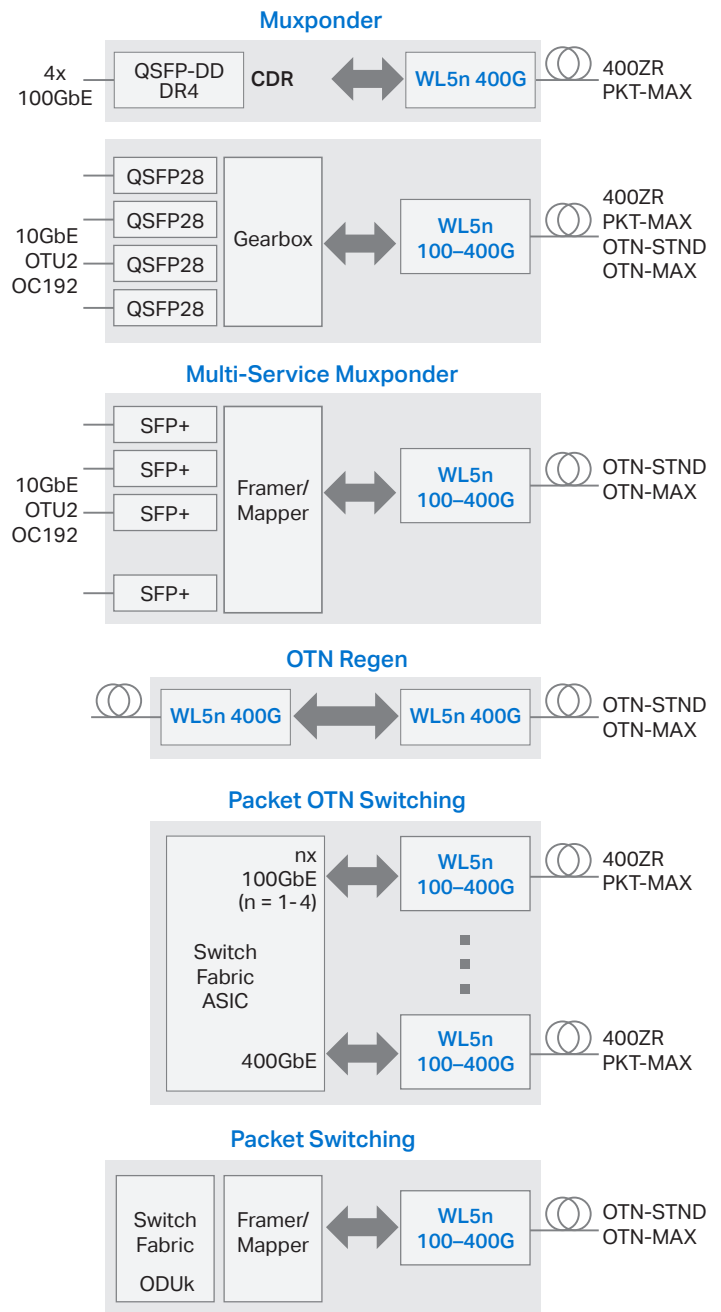 Muxponder
4x
100GbE
QSFP-DD
DR4
CDR
WL5n 400G
400ZR
PKT-MAX
QSFP28
QSFP28
QSFP28
QSFP28
10GbE
OTU2
OC192
Gearbox
WL5n
100–400G
400ZR
PKT-MAX
OTN-STND
OTN-MAX
Multi-Service Muxponder
SFP+
SFP+
SFP+
SFP+
10GbE
OTU2
OC192
Framer/
Mapper
WL5n
100–400G
OTN-STND
OTN-MAX
OTN Regen
WL5n 400G
WL5n 400G
OTN-STND
OTN-MAX
Packet OTN Switching
nx
100GbE
(n = 1-4)
Switch
Fabric
ASIC
400GbE
WL5n
100–400G
400ZR
PKT-MAX
WL5n
100–400G
400ZR
PKT-MAX
Packet Switching
Switch
Fabric
ODUk
Framer/
Mapper
WL5n
100–400G
OTN-STND
OTN-MAX